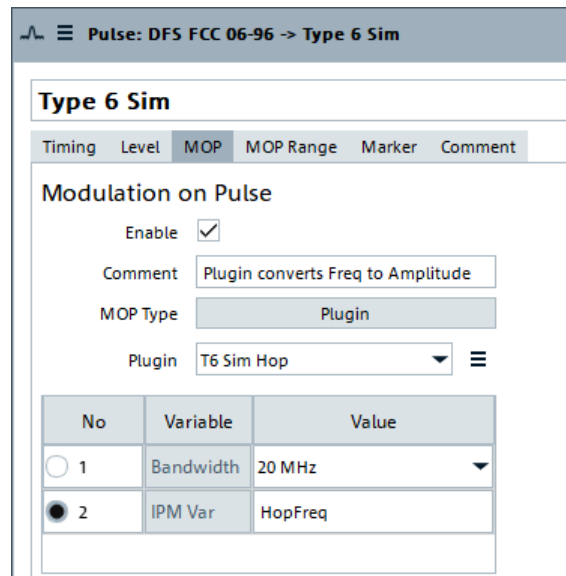 Pulse: DFS FCC 06-96 -> Type 6 Sim
Type 6 Sim
Timing Level MOP MOP Range Marker Comment
Modulation on Pulse
Enable
Comment Plugin converts Freq to Amplitude
MOP Type Plugin
Plugin T6 Sim Hop
No Variable Value
1 Bandwidth 20 MHz
2 IPM Var HopFreq